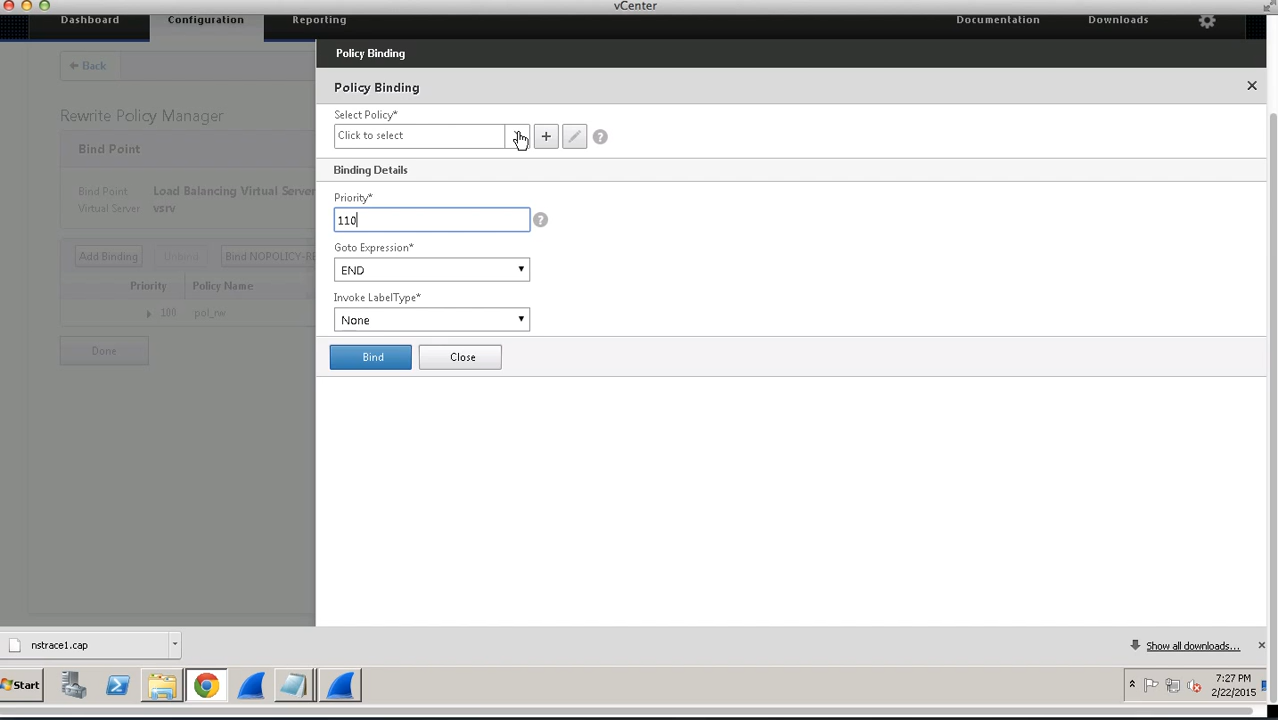 vCenter
Dashboard Configuration Reporting Documentation Downloads
Policy Binding
Back
Policy Binding
Rewrite Policy Manager
Select Policy*
Click to select
Bind Point
Binding Details
Bind Point Load Balancing Virtual Server
Virtual Server vsrv
Priority*
110
Goto Expression*
Add Binding Unbind Bind NOPOLICY-RE
END
Priority Policy Name
Invoke LabelType*
100 pol_nw
None
Done
Bind Close
nstrace1.cap Show all downloads...
Start 7:27 PM
2/22/2015